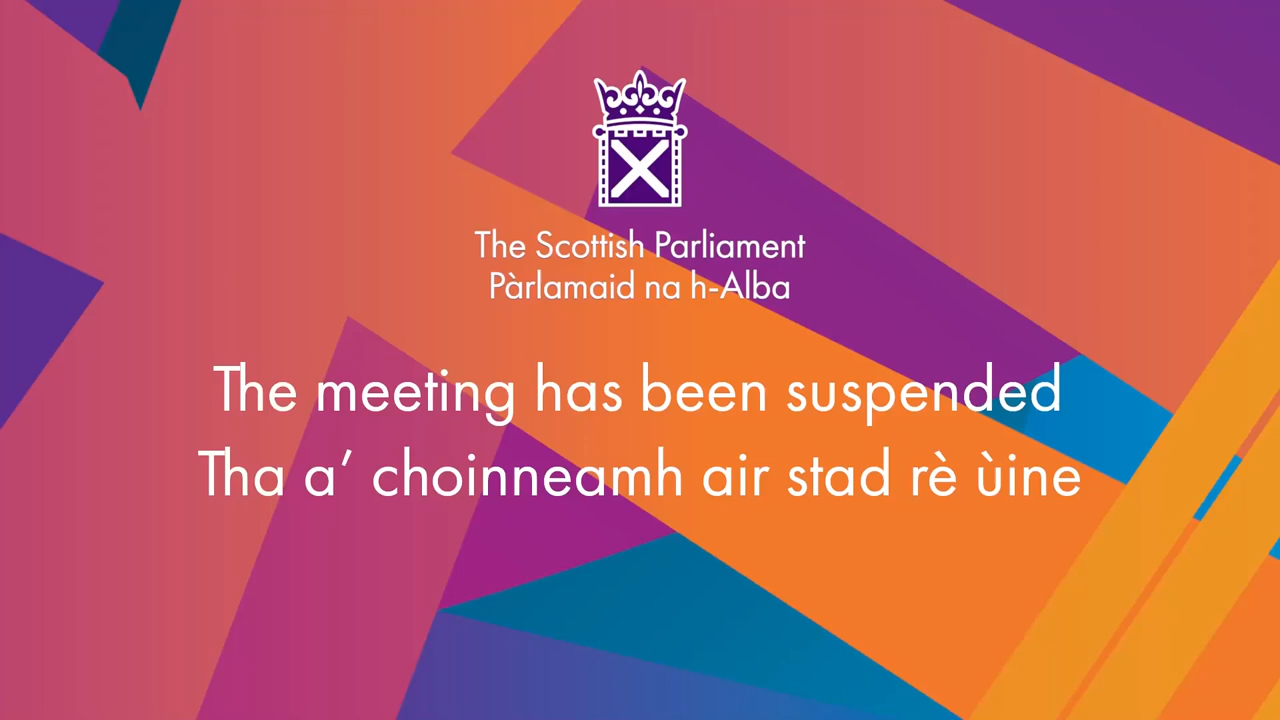 The Scottish Parliament
Pàrlamaid na h-Alba
The meeting has been suspended
Tha a’ choinneamh air stad rè ùine